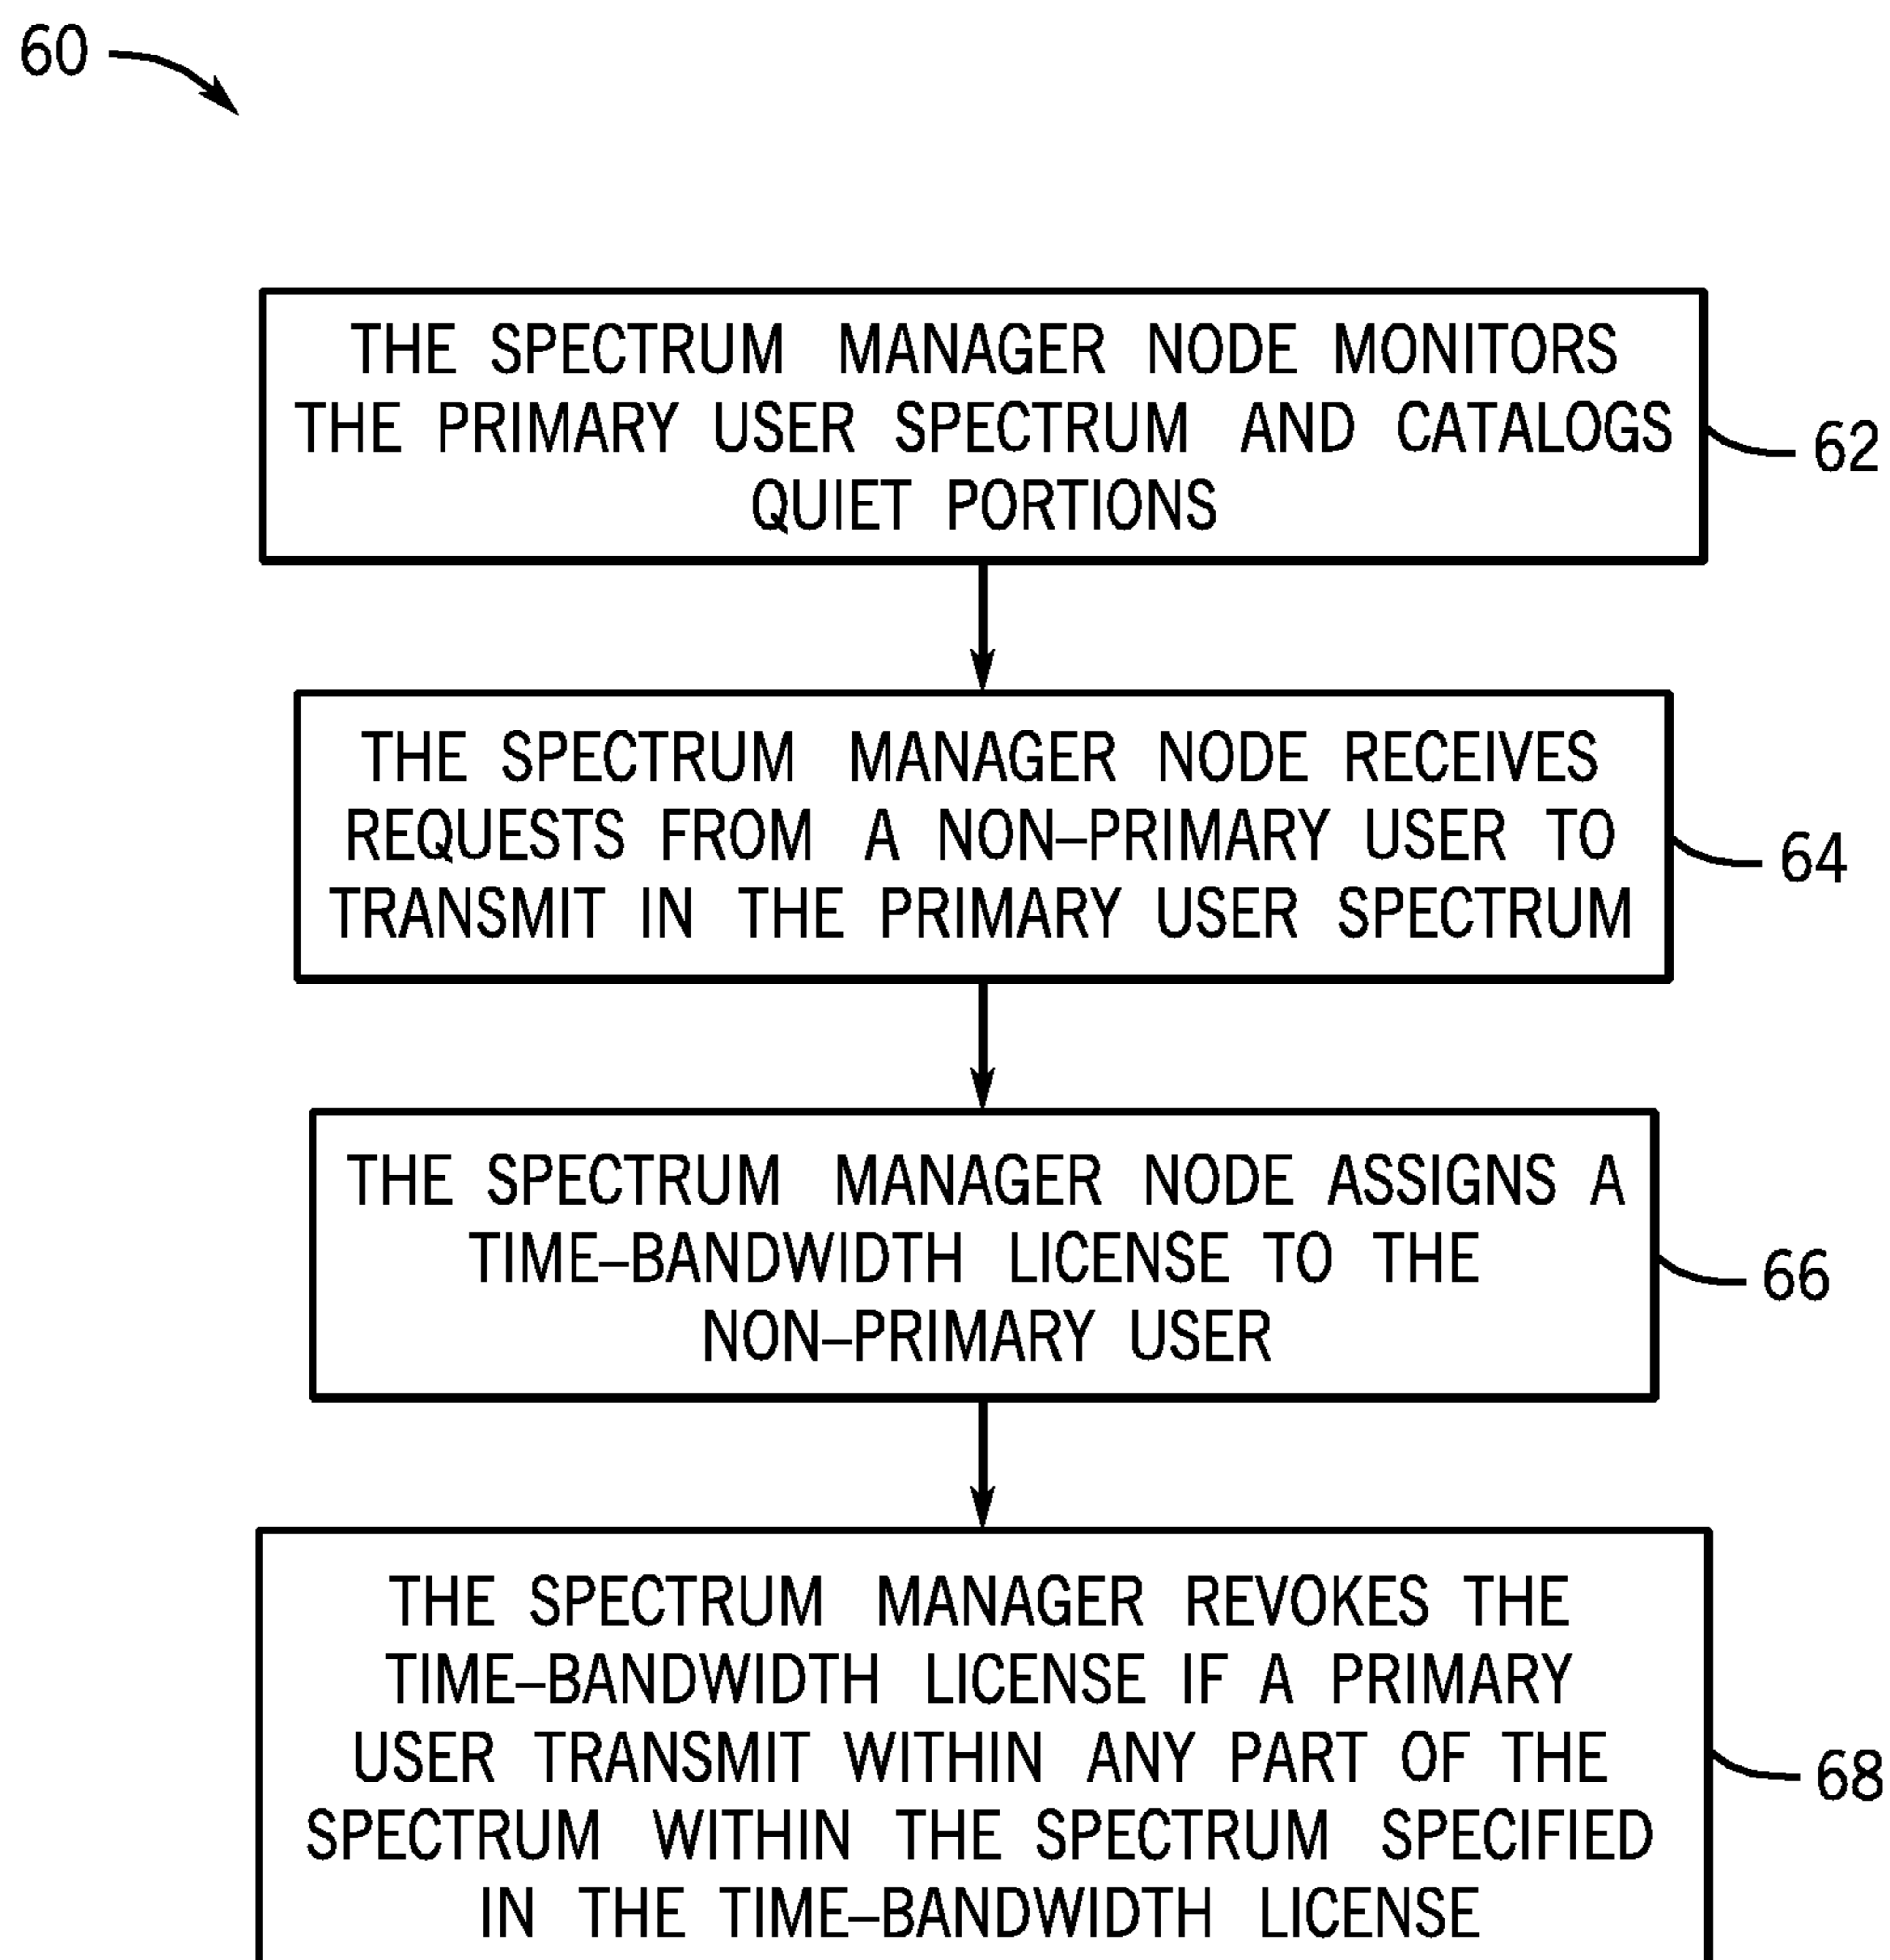 60
THE SPECTRUM MANAGER NODE MONITORS
THE PRIMARY USER SPECTRUM AND CATALOGS
QUIET PORTIONS
62
THE SPECTRUM MANAGER NODE RECEIVES
REQUESTS FROM A NON–PRIMARY USER TO
TRANSMIT IN THE PRIMARY USER SPECTRUM
64
THE SPECTRUM MANAGER NODE ASSIGNS A
TIME–BANDWIDTH LICENSE TO THE
NON–PRIMARY USER
66
THE SPECTRUM MANAGER REVOKES THE
TIME–BANDWIDTH LICENSE IF A PRIMARY
USER TRANSMIT WITHIN ANY PART OF THE
SPECTRUM WITHIN THE SPECTRUM SPECIFIED
IN THE TIME–BANDWIDTH LICENSE
68